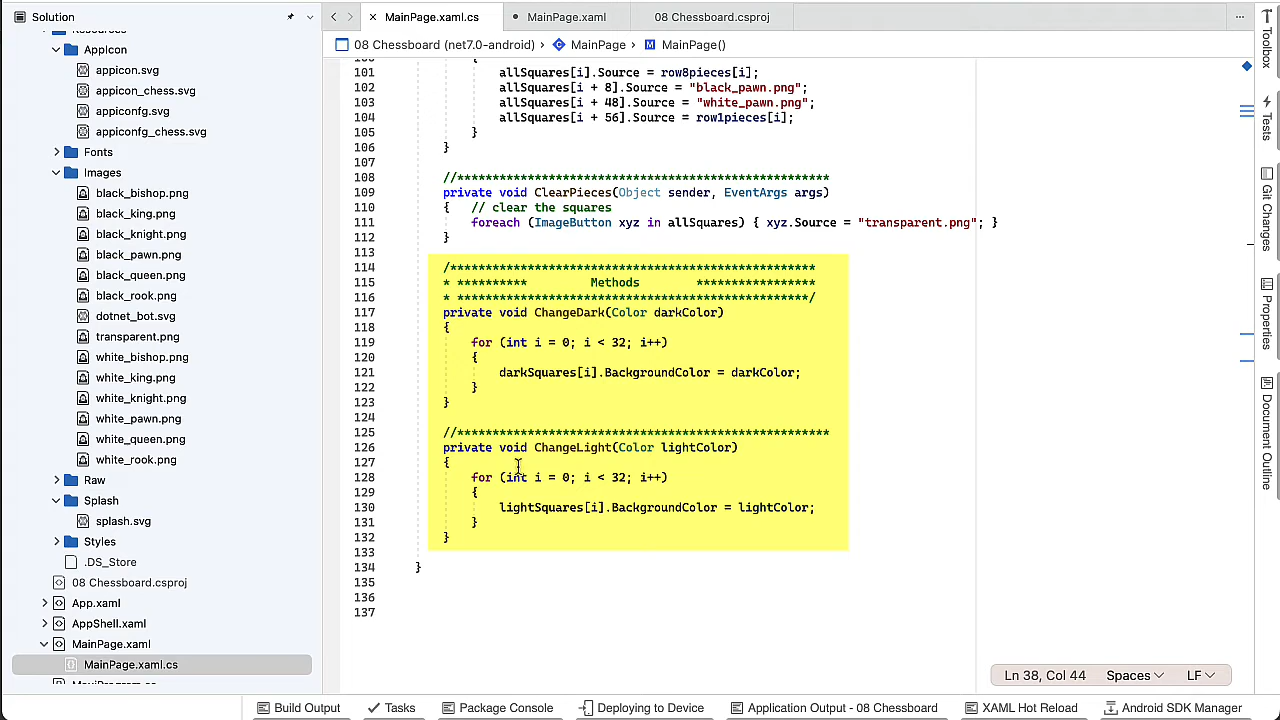 Solution
MainPage.xaml.cs
MainPage.xaml
08 Chessboard.csproj
08 Chessboard (net7.0-android)
MainPage
MainPage()
AppIcon
appicon.svg
appicon_chess.svg
appiconfg.svg
appiconfg_chess.svg
Fonts
Images
black_bishop.png
black_king.png
black_knight.png
black_pawn.png
black_queen.png
black_rook.png
dotnet_bot.svg
transparent.png
white_bishop.png
white_king.png
white_knight.png
white_pawn.png
white_queen.png
white_rook.png
Raw
Splash
splash.svg
Styles
.DS_Store
08 Chessboard.csproj
App.xaml
AppShell.xaml
MainPage.xaml
MainPage.xaml.cs
101 allSquares[i].Source = row8pieces[i];
102 allSquares[i + 8].Source = "black_pawn.png";
103 allSquares[i + 48].Source = "white_pawn.png";
104 allSquares[i + 56].Source = row1pieces[i];
105 }
106 }
107
108 //*****************************************************
109 private void ClearPieces(Object sender, EventArgs args)
110 { // clear the squares
111 foreach (ImageButton xyz in allSquares) { xyz.Source = "transparent.png"; }
112 }
113
114 /****************************************************
115 * ********** Methods *****************
116 * **************************************************/
117 private void ChangeDark(Color darkColor)
118 {
119 for (int i = 0; i < 32; i++)
120 {
121 darkSquares[i].BackgroundColor = darkColor;
122 }
123 }
124
125 //*****************************************************
126 private void ChangeLight(Color lightColor)
127 {
128 for (int i = 0; i < 32; i++)
129 {
130 lightSquares[i].BackgroundColor = lightColor;
131 }
132 }
133
134 }
135
136
137
Ln 38, Col 44
Spaces
LF
Toolbox
Tests
Git Changes
Properties
Document Outline
Build Output
Tasks
Package Console
Deploying to Device
Application Output - 08 Chessboard
XAML Hot Reload
Android SDK Manager